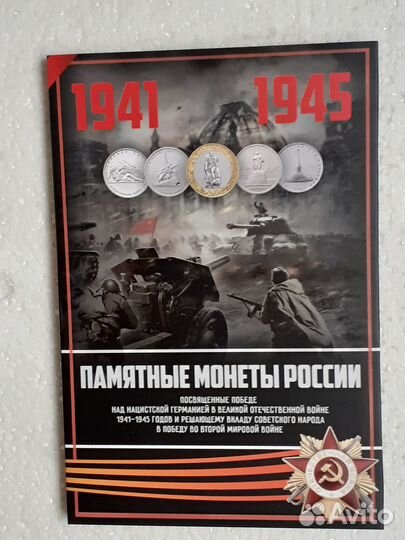 1941 1945
ПАМЯТНЫЕ МОНЕТЫ РОССИИ
ПОСВЯЩЕННЫЕ ПОБЕДЕ
НАД НАЦИСТСКОЙ ГЕРМАНИЕЙ В ВЕЛИКОЙ ОТЕЧЕСТВЕННОЙ ВОЙНЕ
1941-1945 ГОДОВ И РЕШАЮЩЕМУ ВКЛАДУ СОВЕТСКОГО НАРОДА
В ПОБЕДУ ВО ВТОРОЙ МИРОВОЙ ВОЙНЕ
Avito